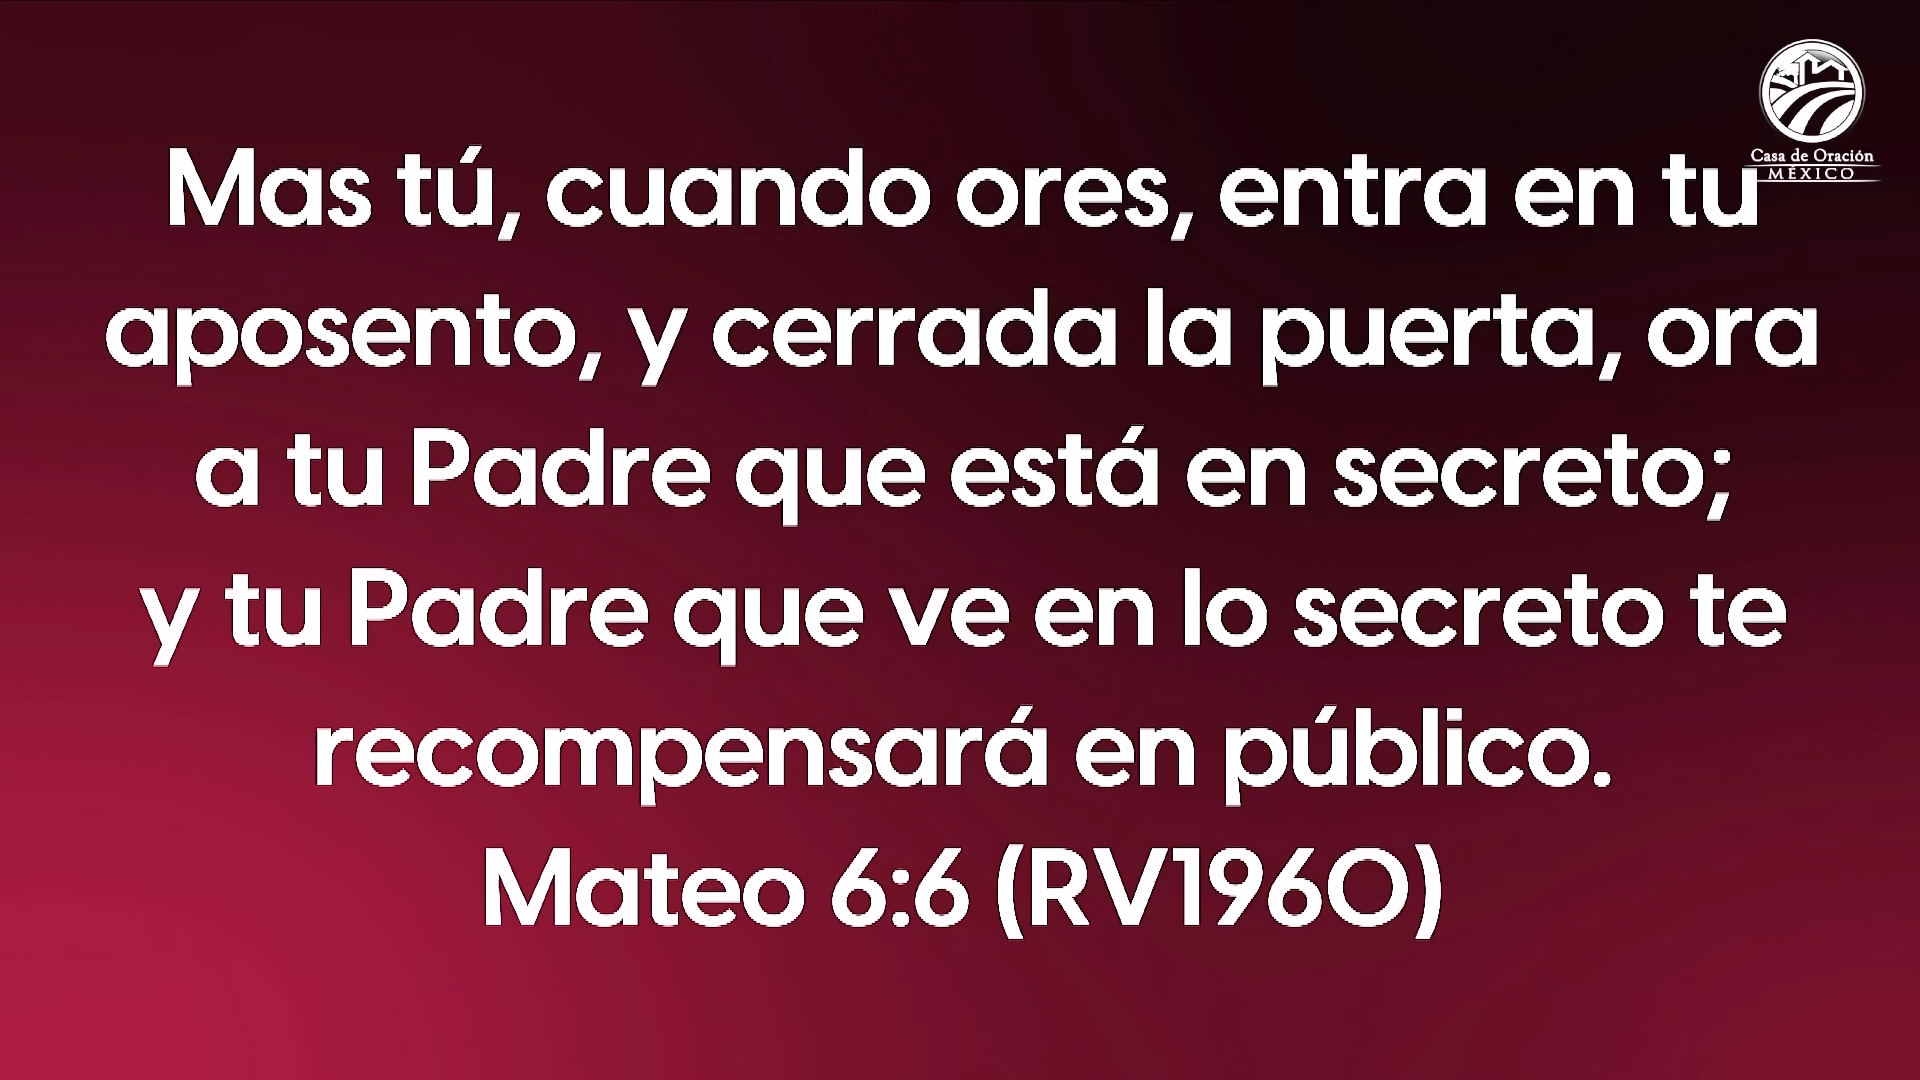 Casa de Oración
MÉXICO
Mas tú, cuando ores, entra en tu
aposento, y cerrada la puerta, ora
a tu Padre que está en secreto;
y tu Padre que ve en lo secreto te
recompensará en público.
Mateo 6:6 (RV1960)